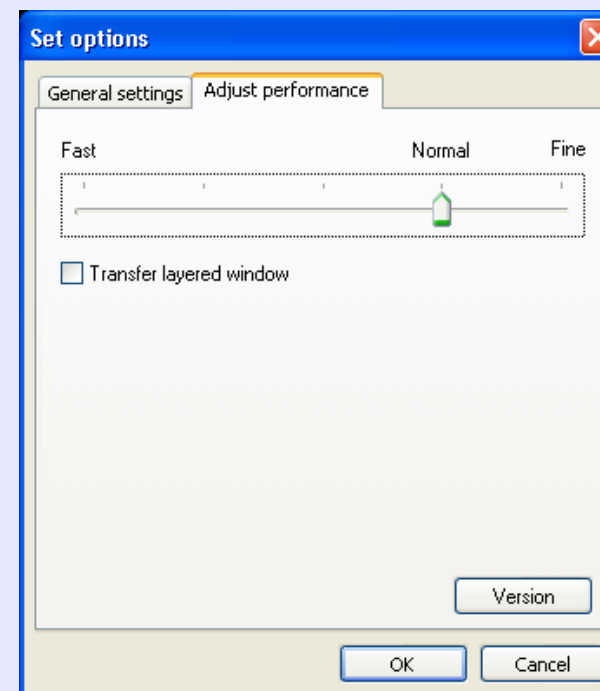 Set options
General settings Adjust performance
Fast Normal Fine
Transfer layered window
Version
OK Cancel